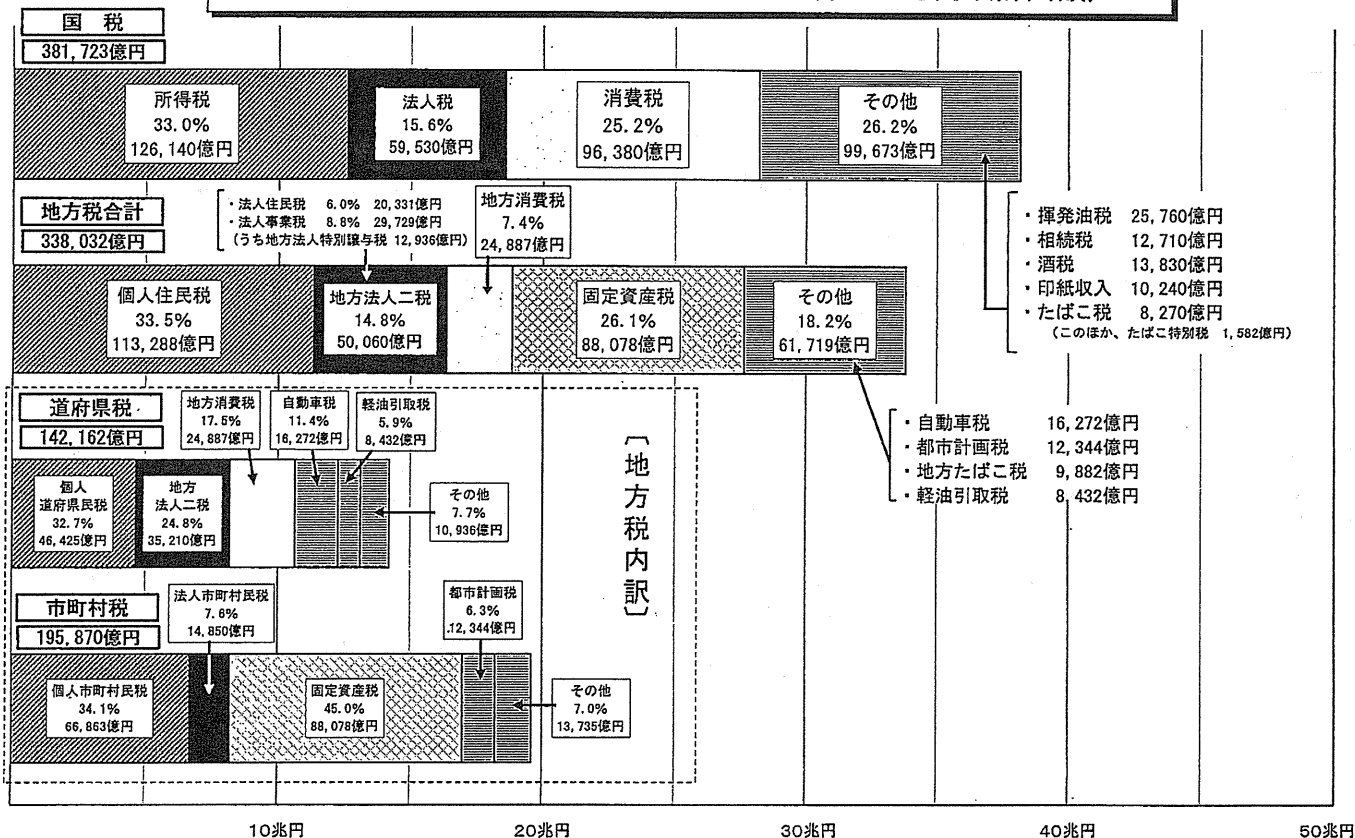 国 税
381,723億円
所得税
33.0%
126,140億円
法人税
15.6%
59,530億円
消費税
25.2%
96,380億円
その他
26.2%
99,673億円
・揮発油税 25,760億円
・相続税 12,710億円
・酒税 13,830億円
・印紙収入 10,240億円
・たばこ税 8,270億円
(このほか、たばこ特別税 1,582億円)
地方税合計
338,032億円
・法人住民税 6.0% 20,331億円
・法人事業税 8.8% 29,729億円
(うち地方法人特別譲与税 12,936億円)
地方消費税
7.4%
24,887億円
個人住民税
33.5%
113,288億円
地方法人二税
14.8%
50,060億円
固定資産税
26.1%
88,078億円
その他
18.2%
61,719億円
・自動車税 16,272億円
・都市計画税 12,344億円
・地方たばこ税 9,882億円
・軽油引取税 8,432億円
道府県税
142,162億円
地方消費税
17.5%
24,887億円
自動車税
11.4%
16,272億円
軽油引取税
5.9%
8,432億円
個人
道府県民税
32.7%
46,425億円
地方
法人二税
24.8%
35,210億円
その他
7.7%
10,936億円
〔地方税内訳〕
市町村税
195,870億円
法人市町村民税
7.6%
14,850億円
都市計画税
6.3%
12,344億円
個人市町村民税
34.1%
66,863億円
固定資産税
45.0%
88,078億円
その他
7.0%
13,735億円
10兆円 20兆円 30兆円 40兆円 50兆円